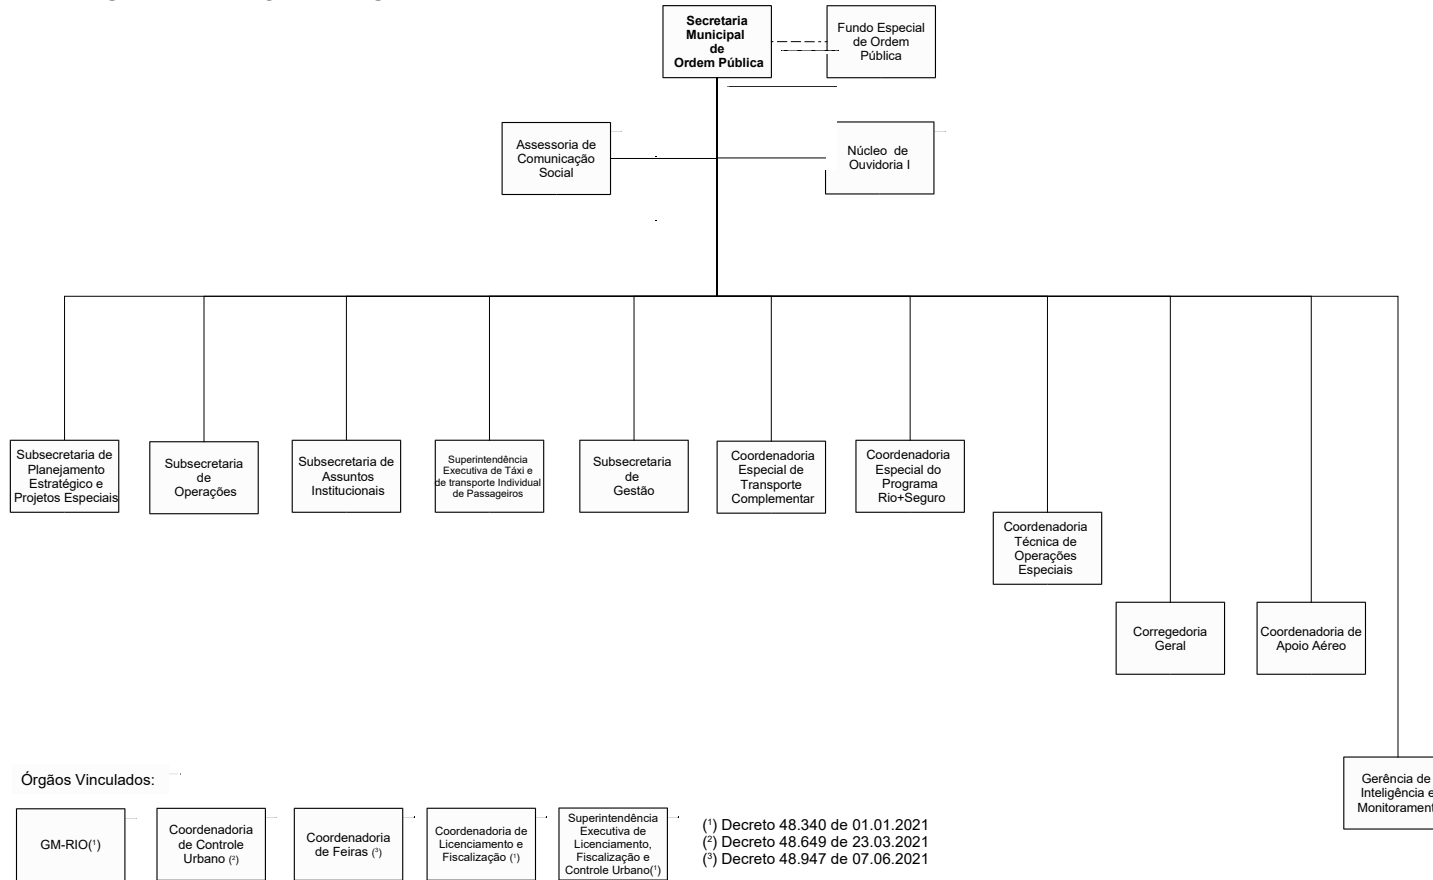 Secretaria
Municipal
de
Ordem Pública
Fundo Especial
de Ordem
Pública
Assessoria de
Comunicação
Social
Núcleo de
Ouvidoria I
Subsecretaria de
Planejamento
Estratégico e
Projetos Especiais
Subsecretaria
de
Operações
Subsecretaria de
Assuntos
Institucionais
Superintendência
Executiva de Táxi e
de transporte Individual
de Passageiros
Subsecretaria
de
Gestão
Coordenadoria
Especial de
Transporte
Complementar
Coordenadoria
Especial do
Programa
Rio+Seguro
Coordenadoria
Técnica de
Operações
Especiais
Corregedoria
Geral
Coordenadoria de
Apoio Aéreo
Gerência de
Inteligência e
Monitorament
Órgãos Vinculados:
GM-RIO(¹)
Coordenadoria
de Controle
Urbano (²)
Coordenadoria
de Feiras (³)
Coordenadoria de
Licenciamento e
Fiscalização (¹)
Superintendência
Executiva de
Licenciamento,
Fiscalização e
Controle Urbano(¹)
(¹) Decreto 48.340 de 01.01.2021
(²) Decreto 48.649 de 23.03.2021
(³) Decreto 48.947 de 07.06.2021